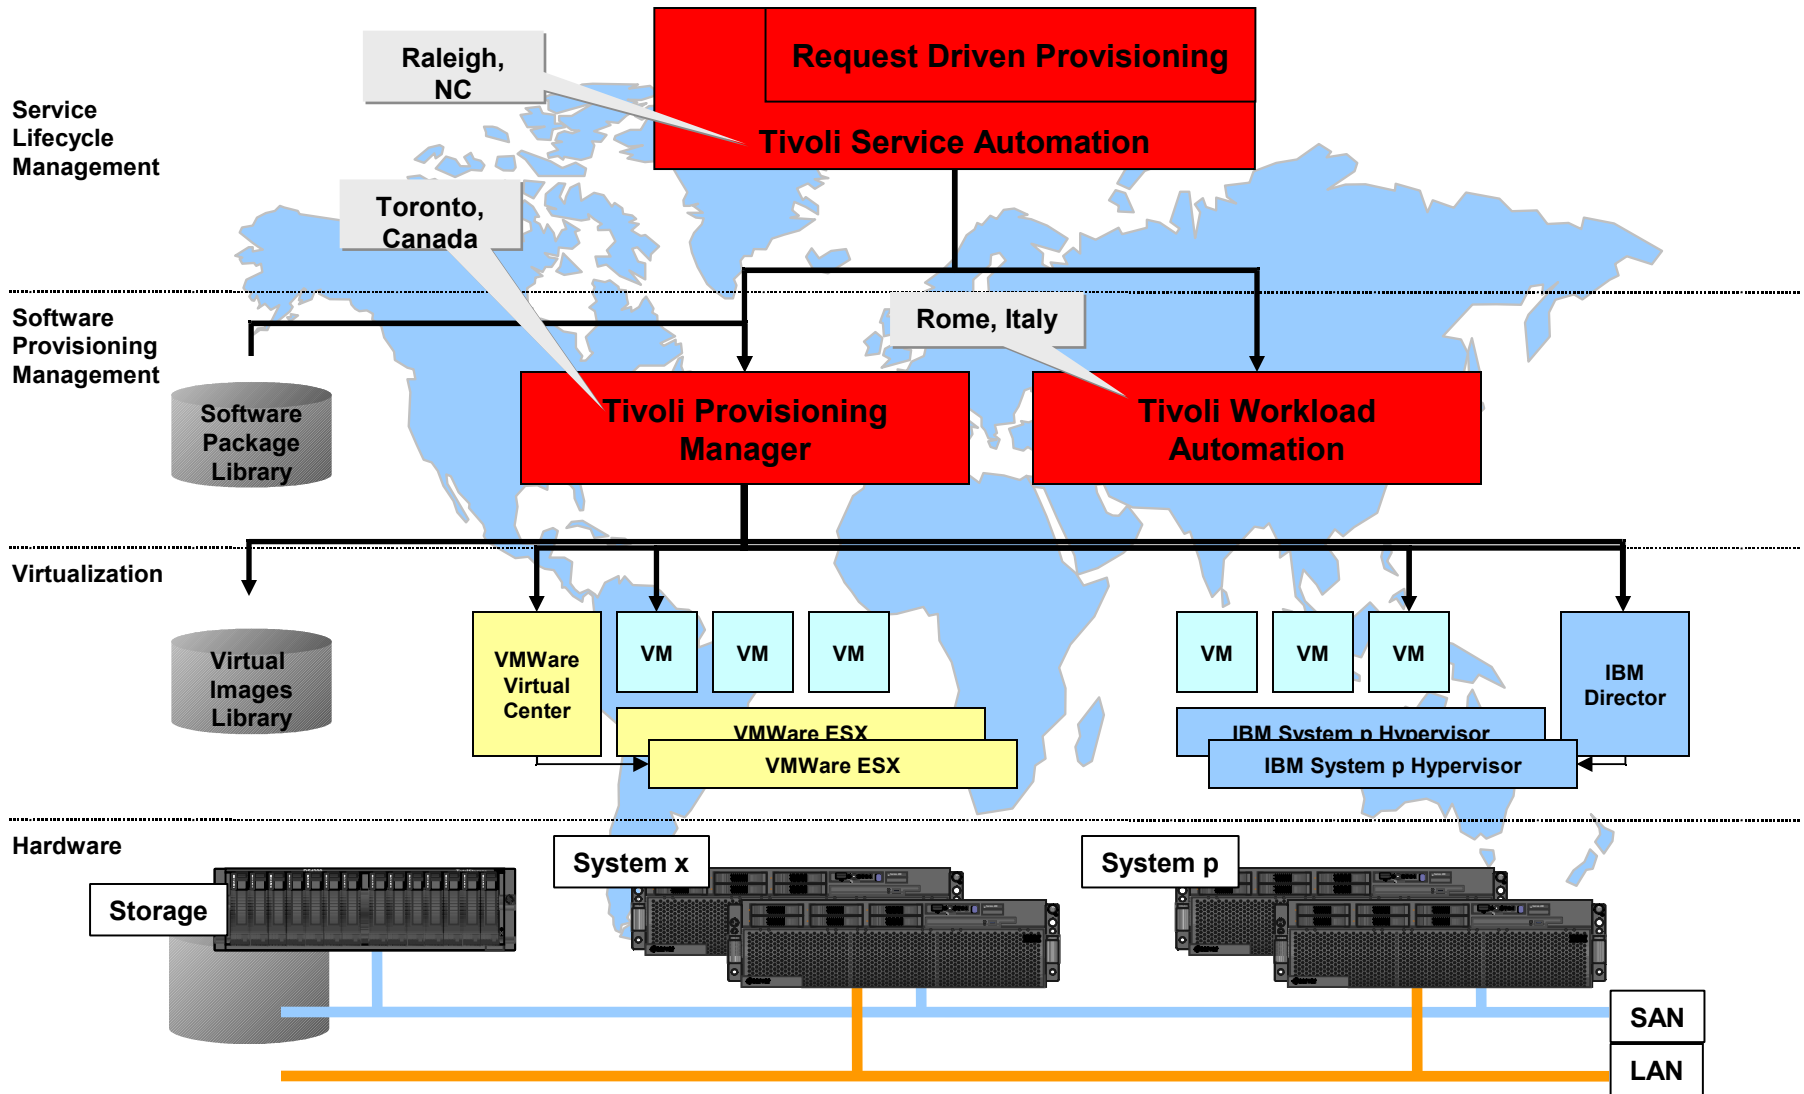 Request Driven Provisioning
Raleigh,
NC
Service
Lifecycle
Management
Tivoli Service Automation
Toronto,
Canada
Software
Provisioning
Management
Rome, Italy
Software
Package
Library
Tivoli Provisioning
Manager
Tivoli Workload
Automation
Virtualization
Virtual
Images
Library
VMWare
Virtual
Center
VM
VM
VM
VM
VM
VM
IBM
Director
VMWare ESX
VMWare ESX
IBM System p Hypervisor
IBM System p Hypervisor
Hardware
Storage
System x
System p
SAN
LAN